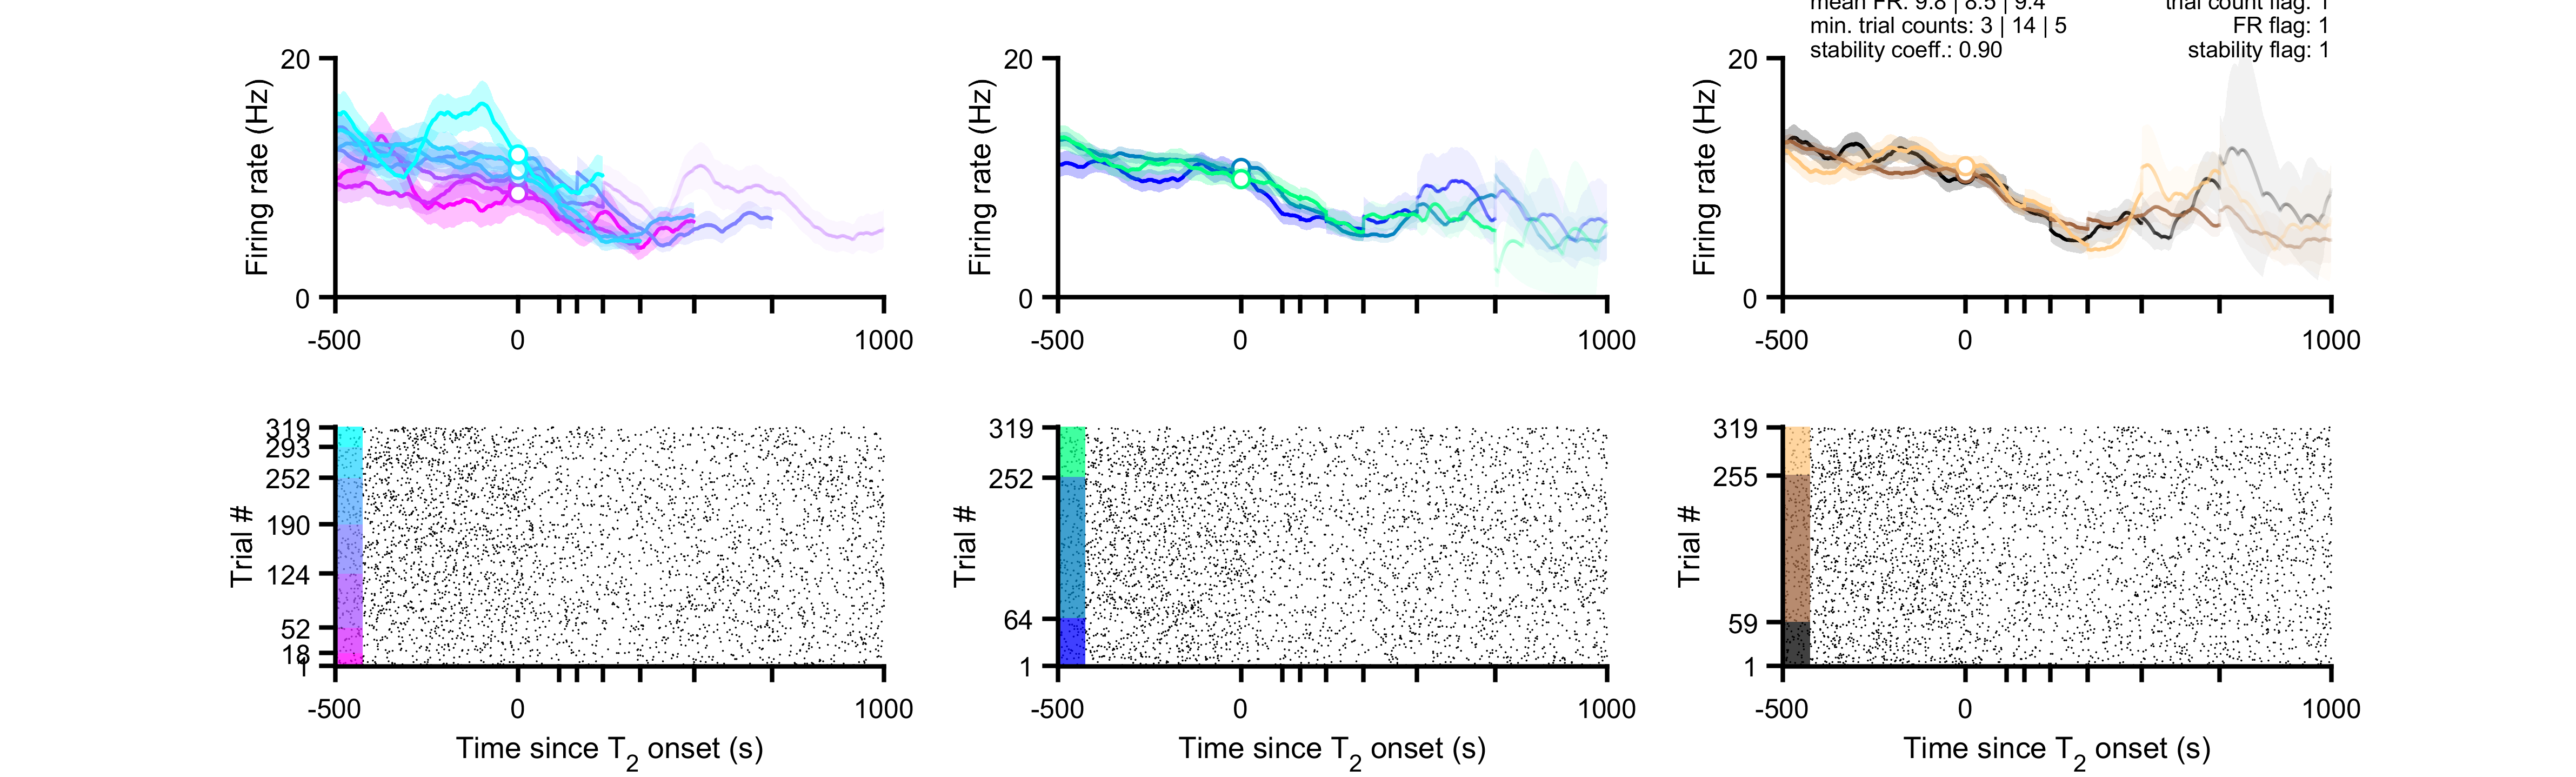 mean FR: 9.8 | 8.5 | 9.4 trial count flag: 1
min. trial counts: 3 | 14 | 5 FR flag: 1
stability coeff.: 0.90 stability flag: 1
20 20 20
Firing rate (Hz) Firing rate (Hz) Firing rate (Hz)
0 0 0
-500 0 1000 -500 0 1000 -500 0 1000
319 319 319
293
252 252 255
190
Trial # Trial # Trial #
124
52 64 59
18
1 1 1
-500 0 1000 -500 0 1000 -500 0 1000
Time since T2 onset (s) Time since T2 onset (s) Time since T2 onset (s)